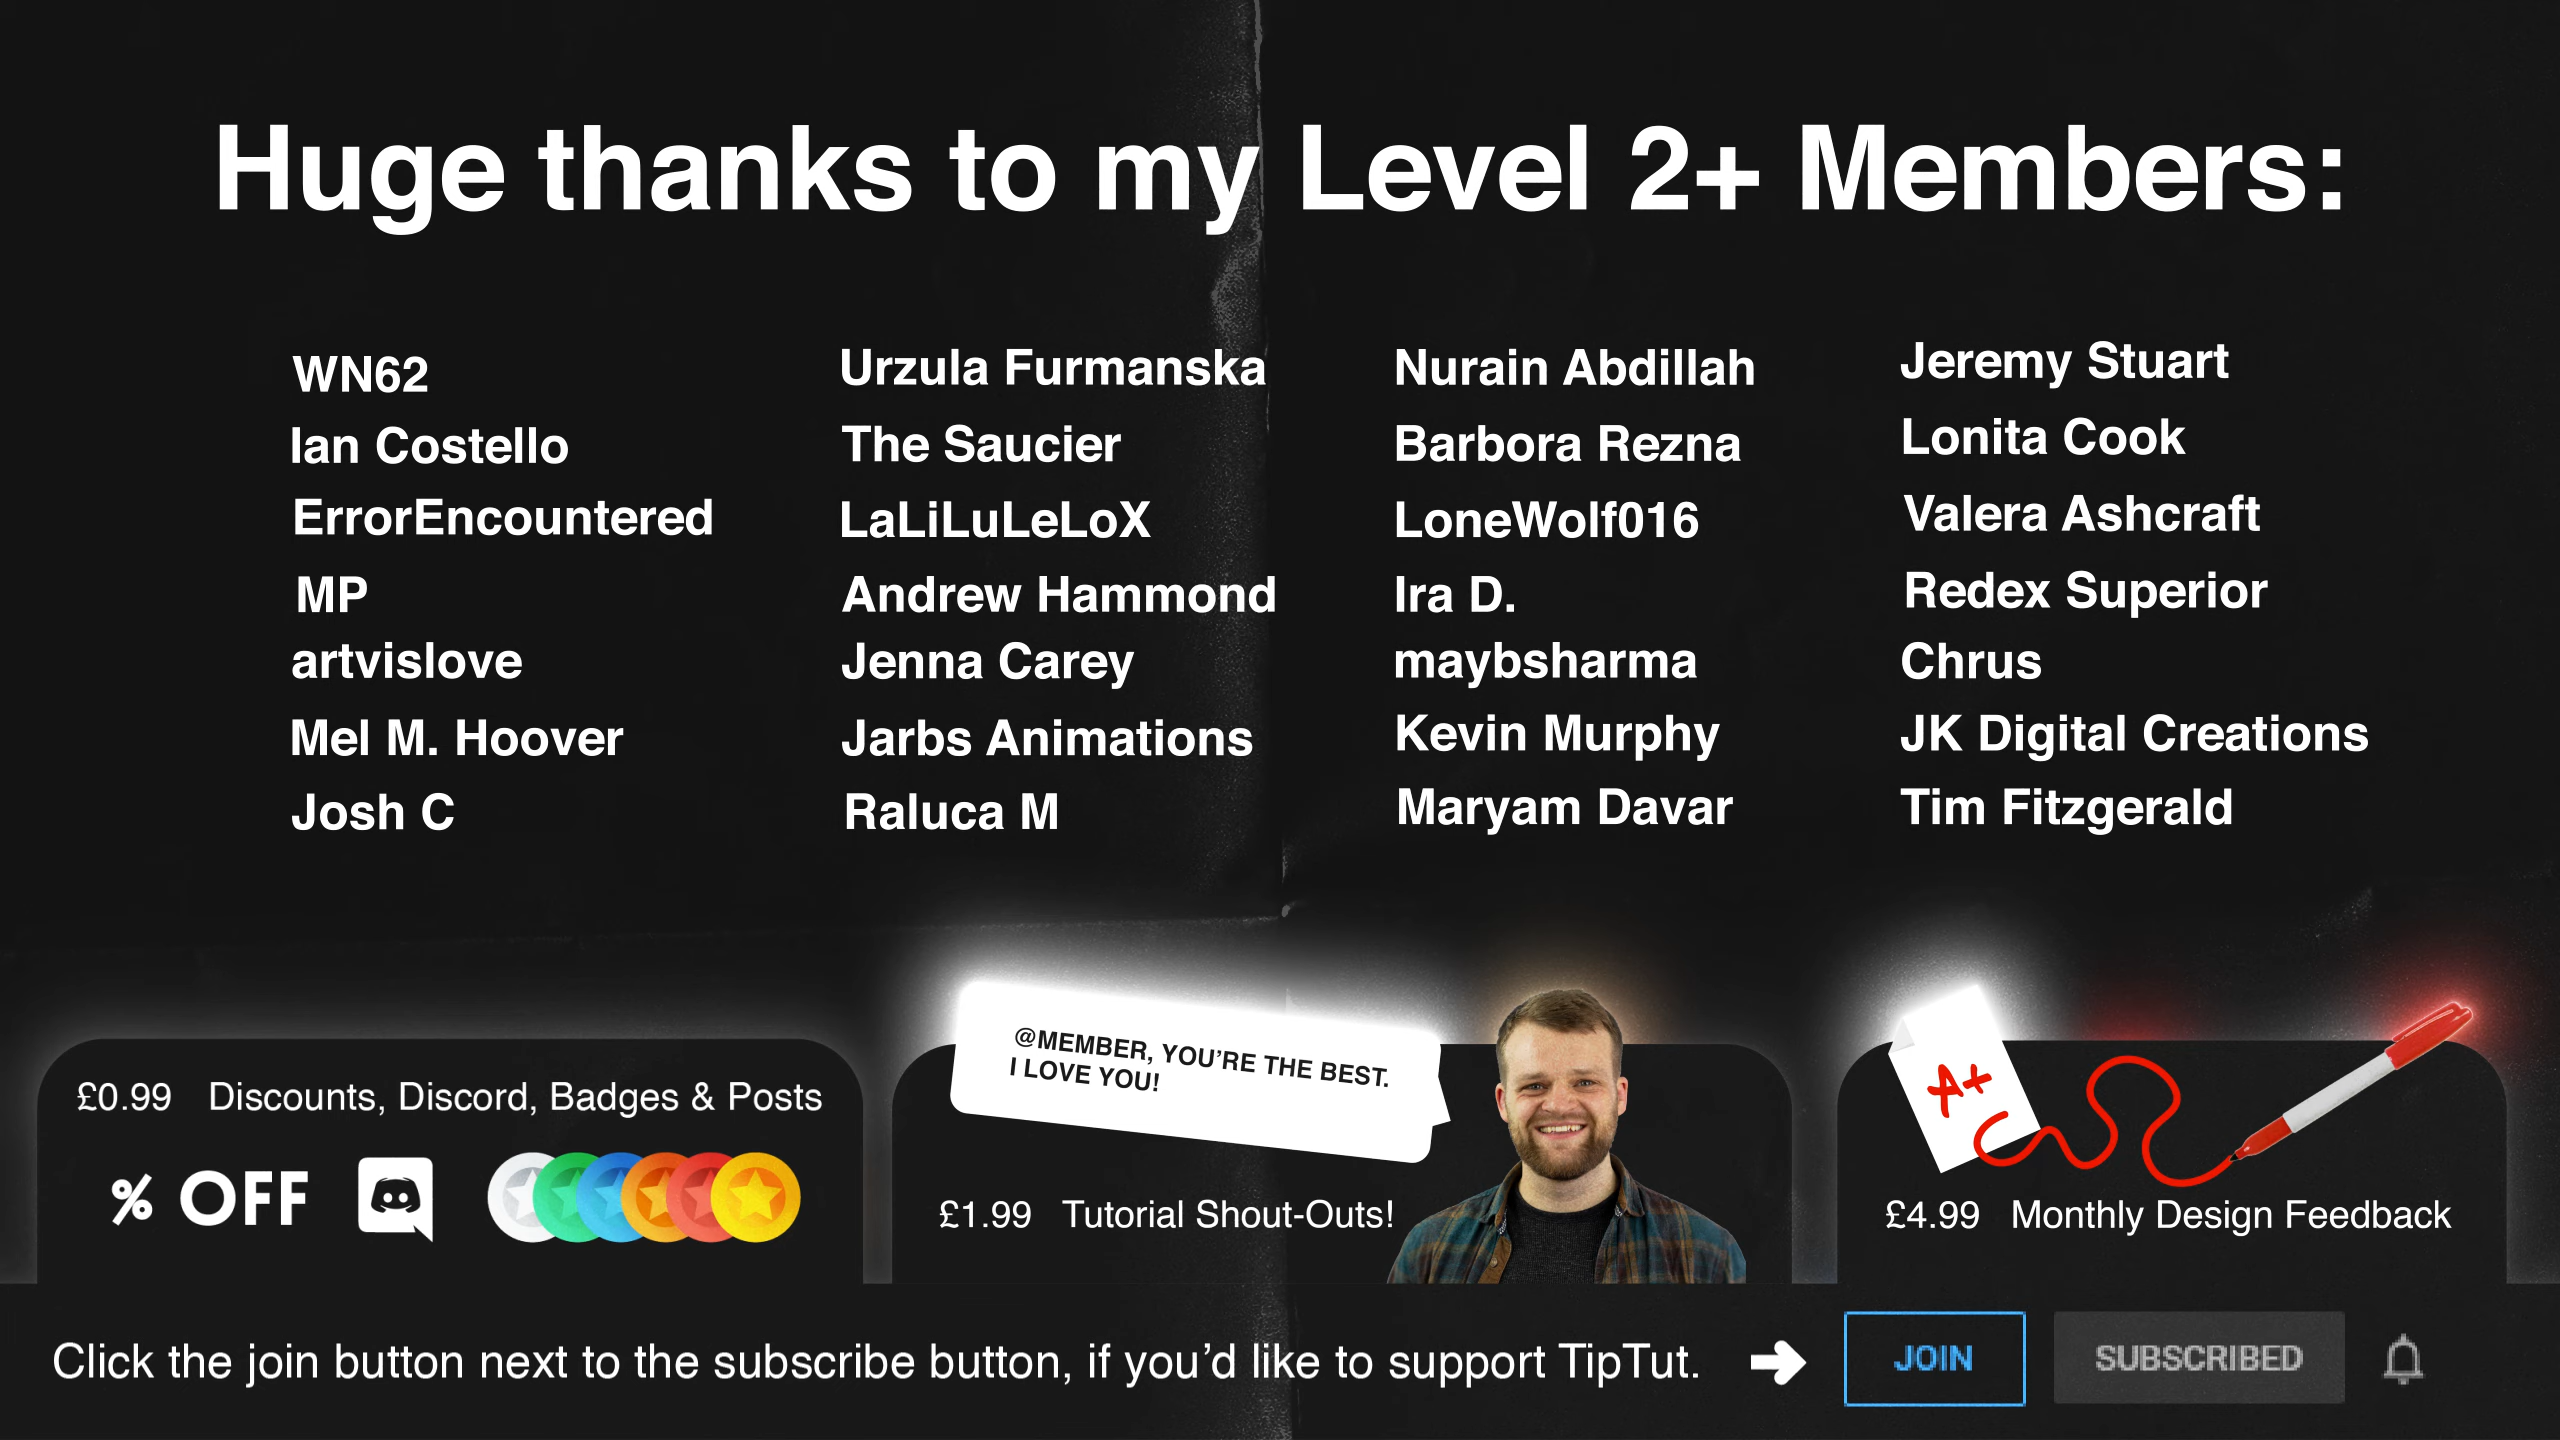 Huge thanks to my Level 2+ Members:
WN62
Ian Costello
ErrorEncountered
MP
artvislove
Mel M. Hoover
Josh C
Urzula Furmanska
The Saucier
LaLiLuLeLoX
Andrew Hammond
Jenna Carey
Jarbs Animations
Raluca M
Nurain Abdillah
Barbora Rezna
LoneWolf016
Ira D.
maybsharma
Kevin Murphy
Maryam Davar
Jeremy Stuart
Lonita Cook
Valera Ashcraft
Redex Superior
Chrus
JK Digital Creations
Tim Fitzgerald
£0.99 Discounts, Discord, Badges & Posts
% OFF
@MEMBER, YOU'RE THE BEST.
I LOVE YOU!
£1.99 Tutorial Shout-Outs!
A+
£4.99 Monthly Design Feedback
Click the join button next to the subscribe button, if you'd like to support TipTut.
JOIN
SUBSCRIBED